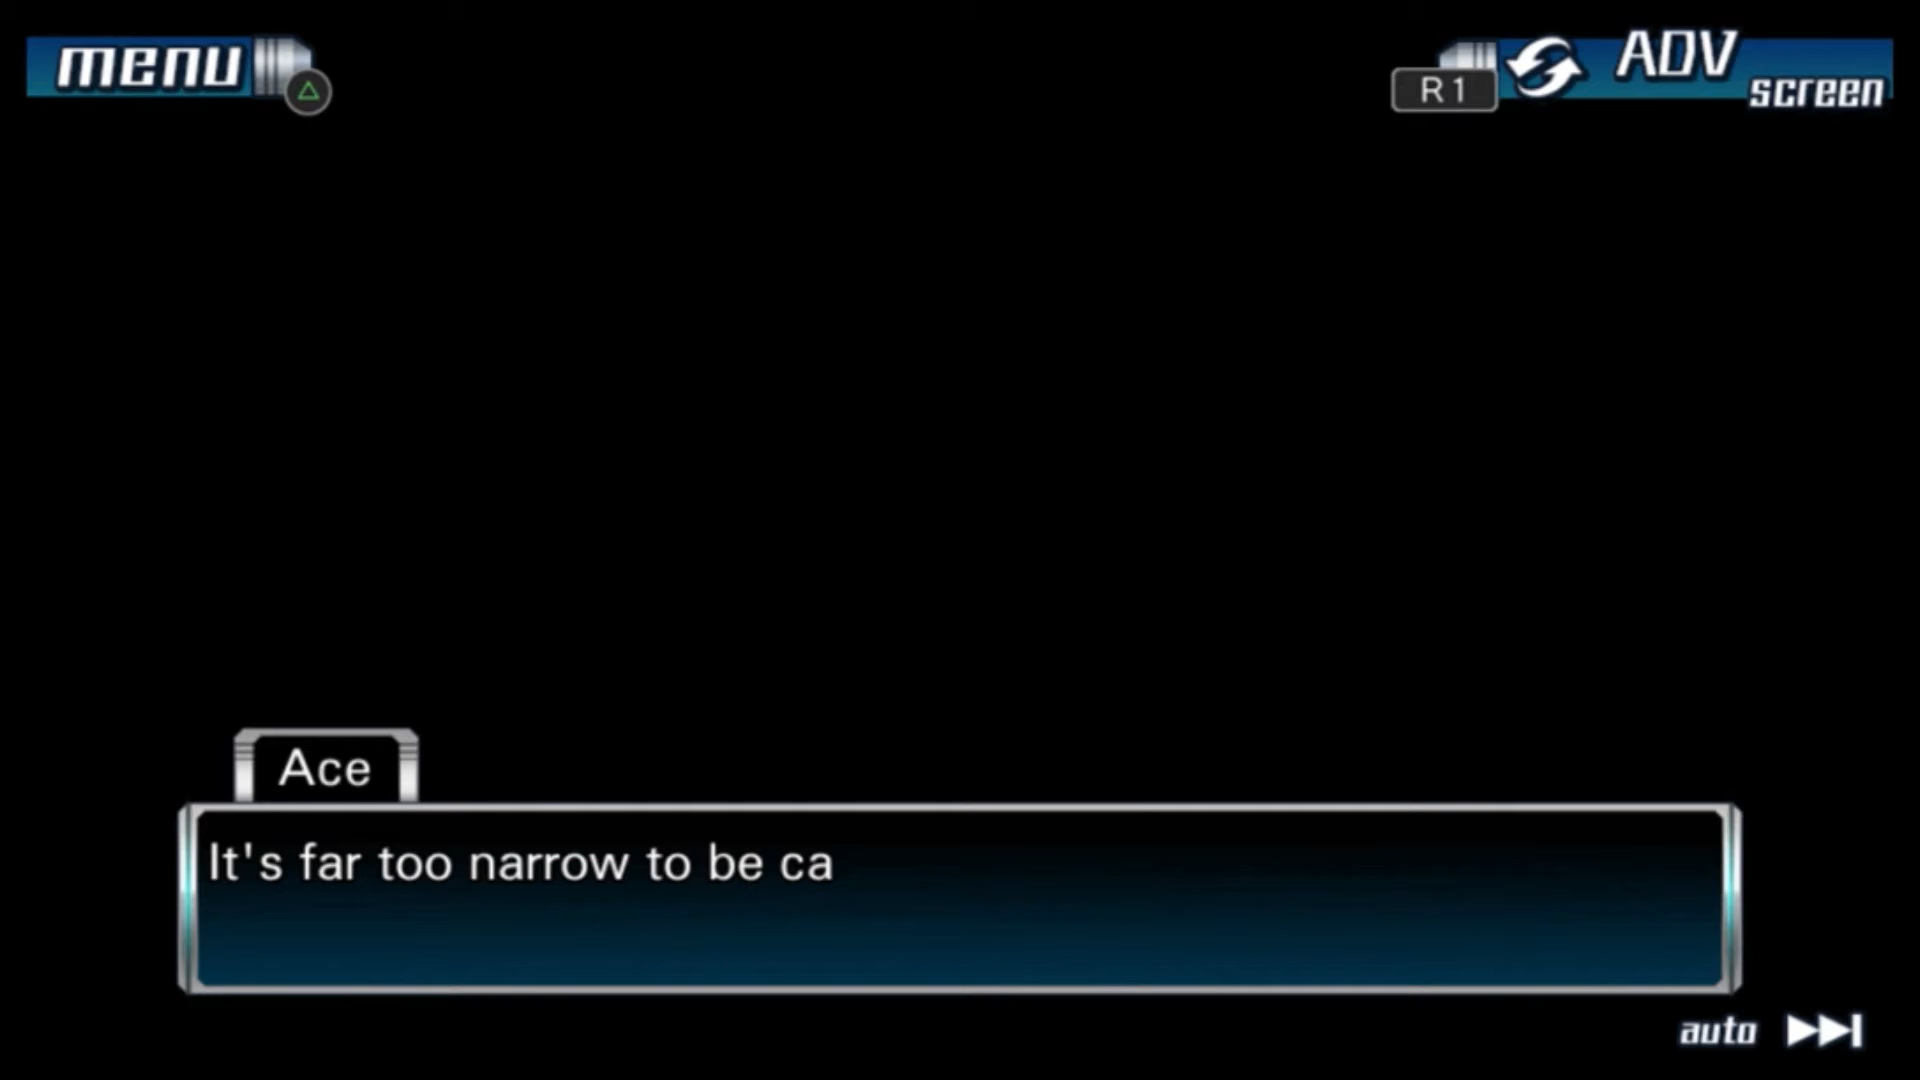 menu
R1
ADV
screen
Ace
It's far too narrow to be ca
auto